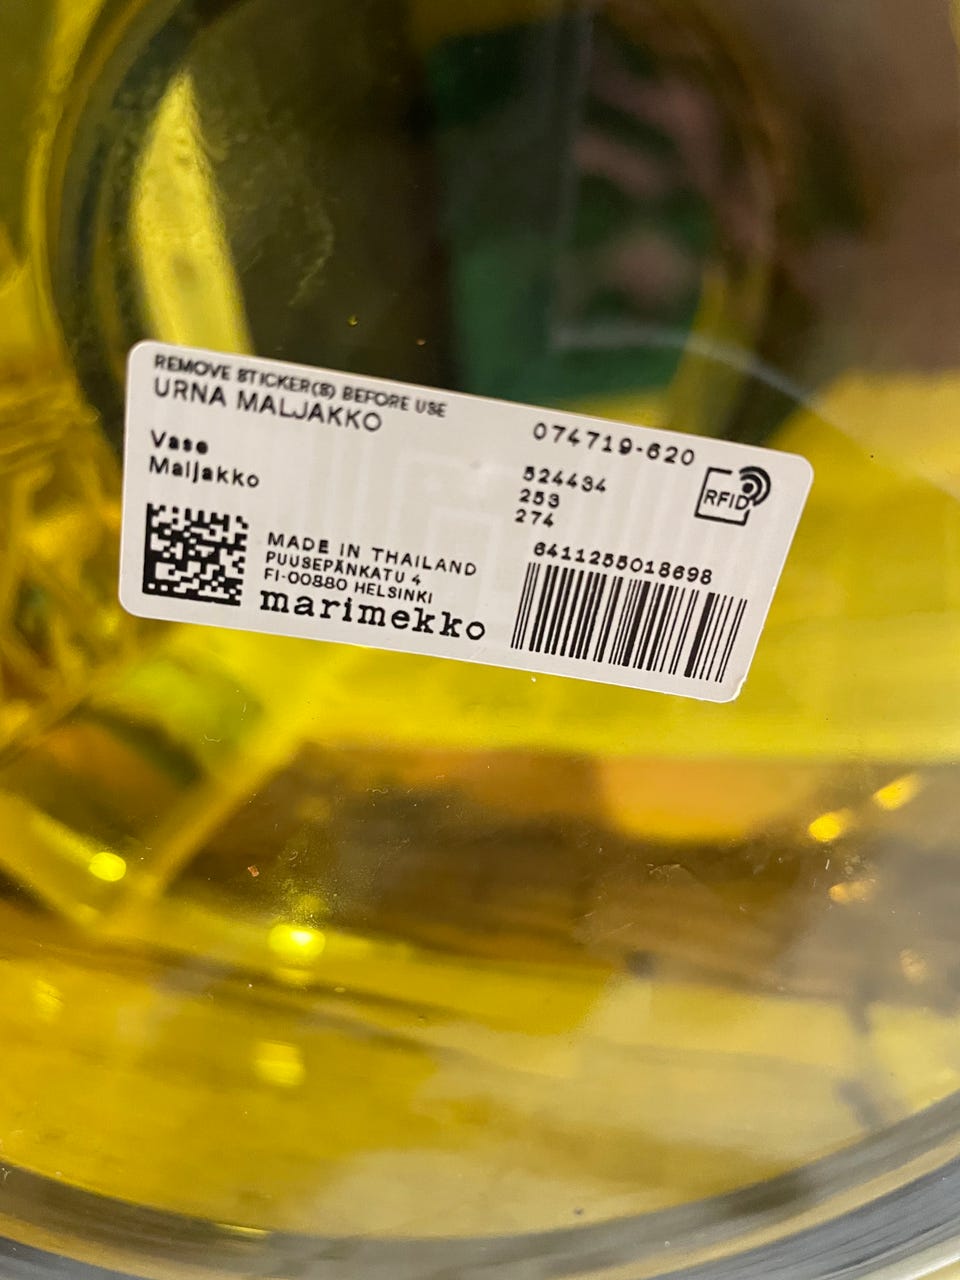 REMOVE STICKER(S) BEFORE USE
URNA MALJAKKO
074719-620
Vase
Maljakko
524434
253
274
RFID
MADE IN THAILAND
PUUSEPÄNKATU 4
FI-00880 HELSINKI
marimekko
6411255018698